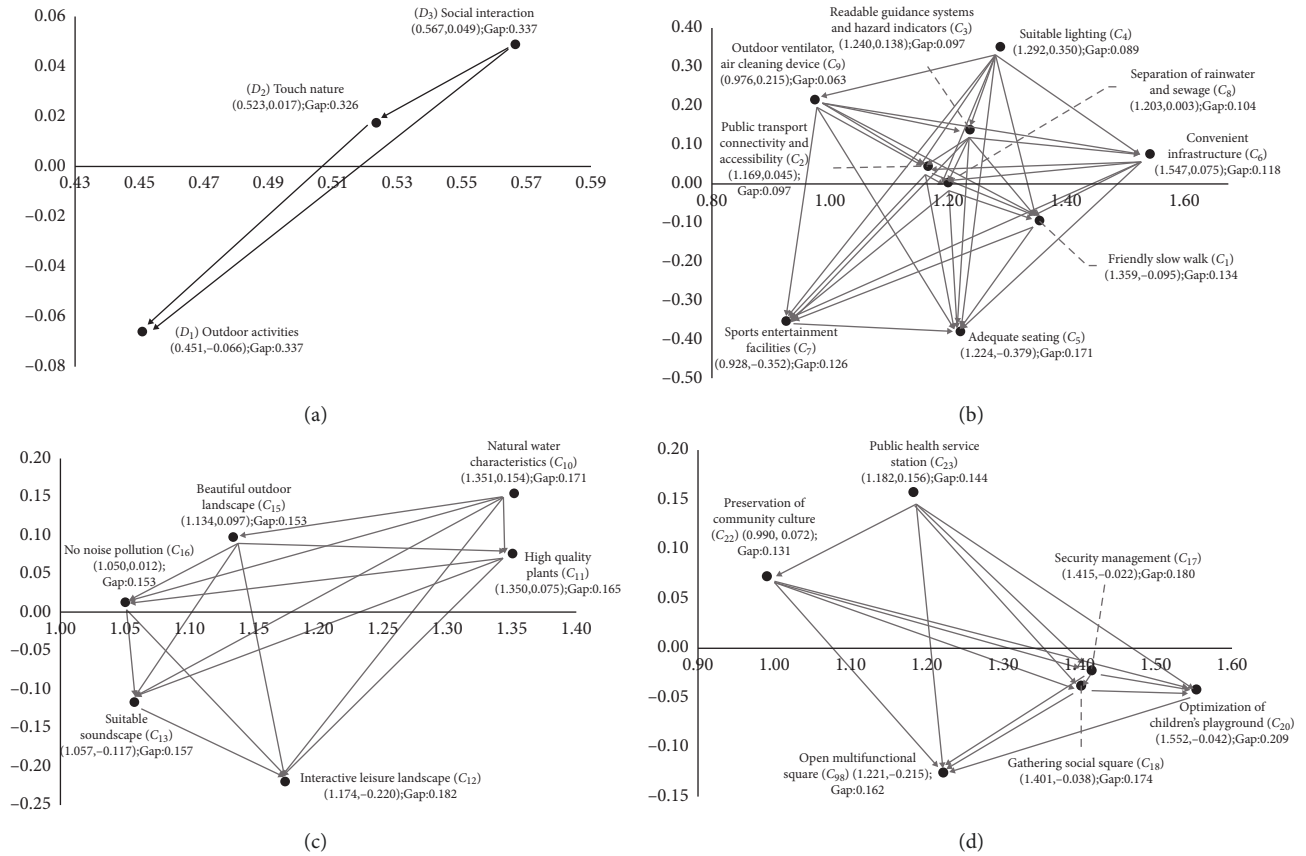 0.06
0.04
0.02
0.00
−0.02
−0.04
−0.06
−0.08
0.43
0.45
0.47
0.49
0.51
0.53
0.55
0.57
0.59
(D3) Social interaction
(0.567,0.049);Gap:0.337
(D2) Touch nature
(0.523,0.017);Gap:0.326
(D1) Outdoor activities
(0.451,−0.066);Gap:0.337
(a)
0.40
0.30
0.20
0.10
0.00
−0.10
−0.20
−0.30
−0.40
−0.50
0.80
1.00
1.20
1.40
1.60
Readable guidance systems
and hazard indicators (C3)
(1.240,0.138);Gap:0.097
Suitable lighting (C4)
(1.292,0.350);Gap:0.089
Outdoor ventilator,
air cleaning device (C9)
(0.976,0.215);Gap:0.063
Separation of rainwater
and sewage (C8)
(1.203,0.003);Gap:0.104
Public transport
connectivity and
accessibility (C2)
(1.169,0.045);
Gap:0.097
Convenient
infrastructure (C6)
(1.547,0.075);Gap:0.118
Friendly slow walk (C1)
(1.359,−0.095);Gap:0.134
Sports entertainment
facilities (C7)
(0.928,−0.352);Gap:0.126
Adequate seating (C5)
(1.224,−0.379);Gap:0.171
(b)
0.20
0.15
0.10
0.05
0.00
−0.05
−0.10
−0.15
−0.20
−0.25
1.00
1.05
1.10
1.15
1.20
1.25
1.30
1.35
1.40
Natural water
characteristics (C10)
(1.351,0.154);Gap:0.171
Beautiful outdoor
landscape (C15)
(1.134,0.097);Gap:0.153
No noise pollution (C16)
(1.050,0.012);
Gap:0.153
High quality
plants (C11)
(1.350,0.075);Gap:0.165
Suitable
soundscape (C13)
(1.057,−0.117);Gap:0.157
Interactive leisure landscape (C12)
(1.174,−0.220);Gap:0.182
(c)
0.20
0.15
0.10
0.05
0.00
−0.05
−0.10
−0.15
0.90
1.00
1.10
1.20
1.30
1.40
1.50
1.60
Public health service
station (C23)
(1.182,0.156);Gap:0.144
Preservation of
community culture
(C22) (0.990, 0.072);
Gap:0.131
Security management (C17)
(1.415,−0.022);Gap:0.180
Optimization of
children's playground (C20)
(1.552,−0.042);Gap:0.209
Gathering social square (C18)
(1.401,−0.038);Gap:0.174
Open multifunctional
square (C98) (1.221,−0.215);
Gap:0.162
(d)